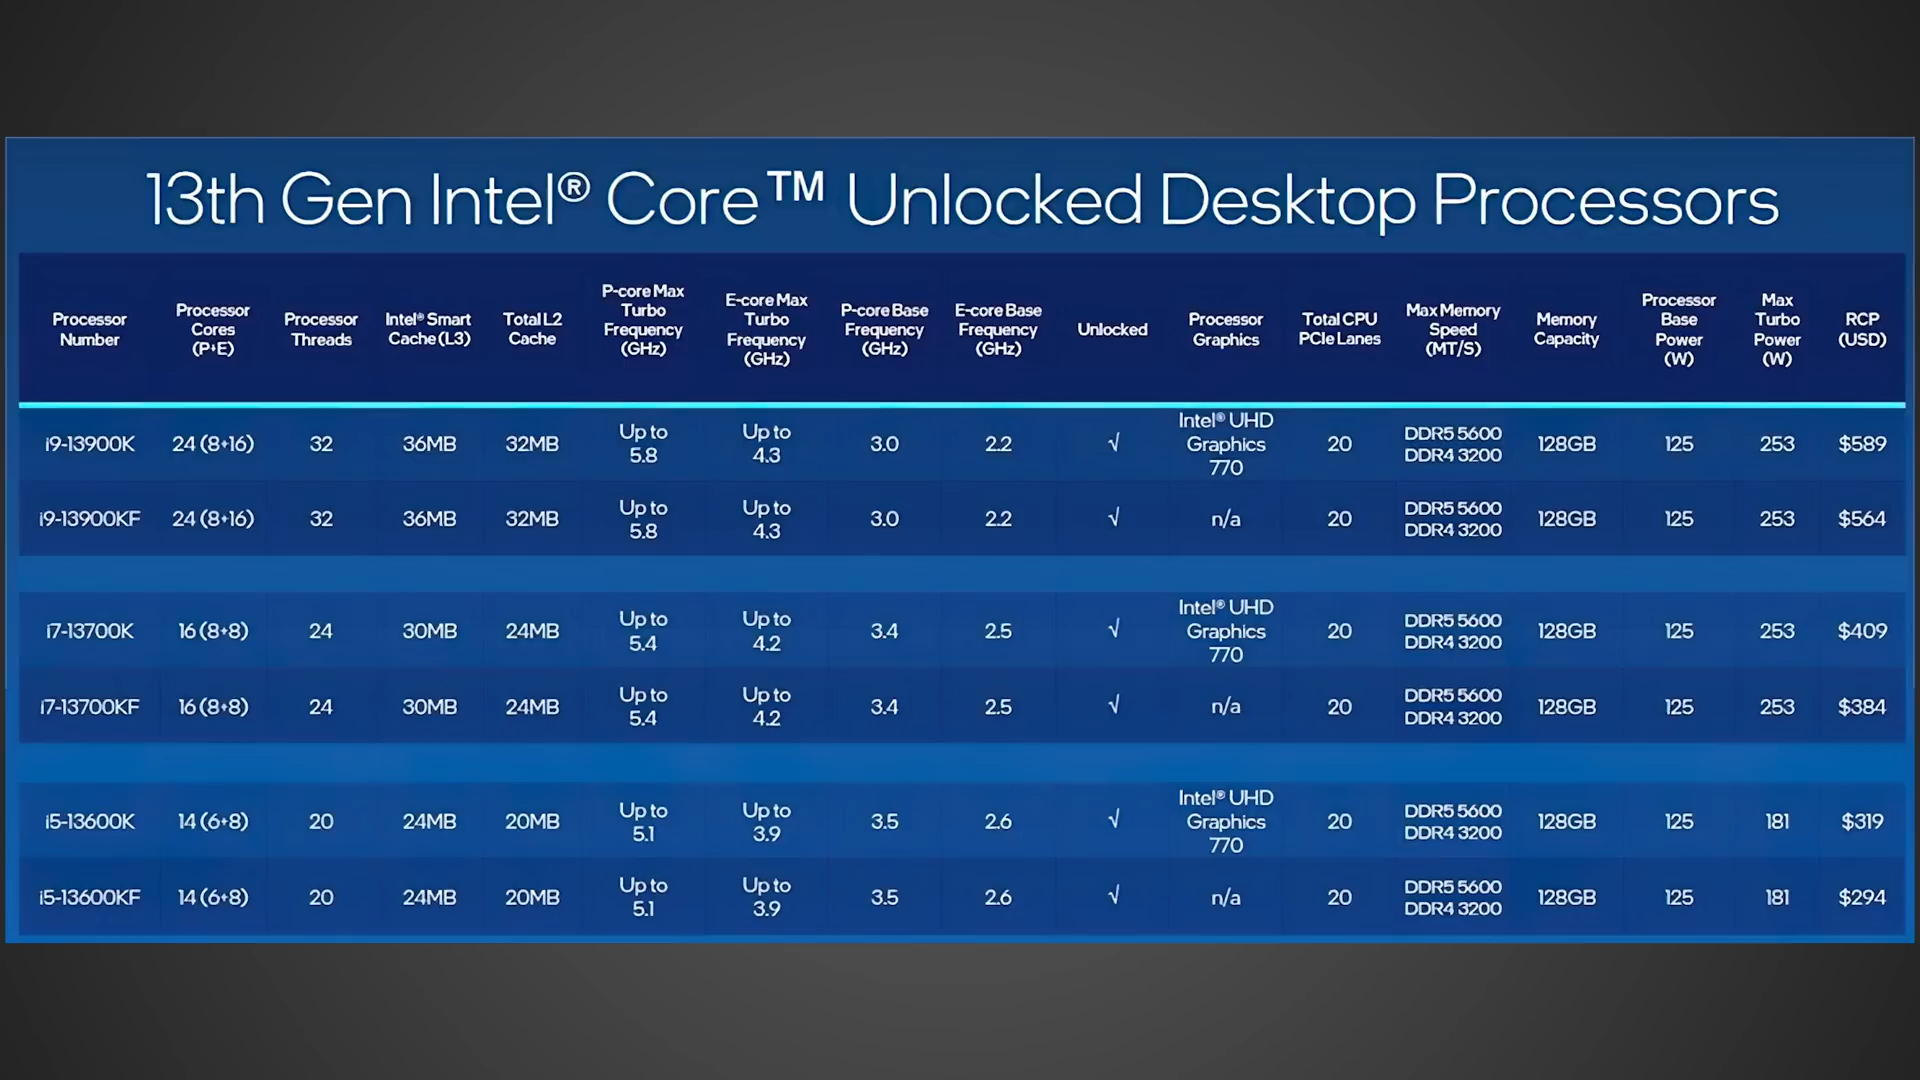 13th Gen Intel® Core™ Unlocked Desktop Processors
Processor Number	Processor Cores (P+E)	Processor Threads	Intel® Smart Cache (L3)	Total L2 Cache	P-core Max Turbo Frequency (GHz)	E-core Max Turbo Frequency (GHz)	P-core Base Frequency (GHz)	E-core Base Frequency (GHz)	Unlocked	Processor Graphics	Total CPU PCIe Lanes	Max Memory Speed (MT/S)	Memory Capacity	Processor Base Power (W)	Max Turbo Power (W)	RCP (USD)
i9-13900K	24 (8+16)	32	36MB	32MB	Up to 5.8	Up to 4.3	3.0	2.2	√	Intel® UHD Graphics 770	20	DDR5 5600 DDR4 3200	128GB	125	253	$589
i9-13900KF	24 (8+16)	32	36MB	32MB	Up to 5.8	Up to 4.3	3.0	2.2	√	n/a	20	DDR5 5600 DDR4 3200	128GB	125	253	$564
i7-13700K	16 (8+8)	24	30MB	24MB	Up to 5.4	Up to 4.2	3.4	2.5	√	Intel® UHD Graphics 770	20	DDR5 5600 DDR4 3200	128GB	125	253	$409
i7-13700KF	16 (8+8)	24	30MB	24MB	Up to 5.4	Up to 4.2	3.4	2.5	√	n/a	20	DDR5 5600 DDR4 3200	128GB	125	253	$384
i5-13600K	14 (6+8)	20	24MB	20MB	Up to 5.1	Up to 3.9	3.5	2.6	√	Intel® UHD Graphics 770	20	DDR5 5600 DDR4 3200	128GB	125	181	$319
i5-13600KF	14 (6+8)	20	24MB	20MB	Up to 5.1	Up to 3.9	3.5	2.6	√	n/a	20	DDR5 5600 DDR4 3200	128GB	125	181	$294